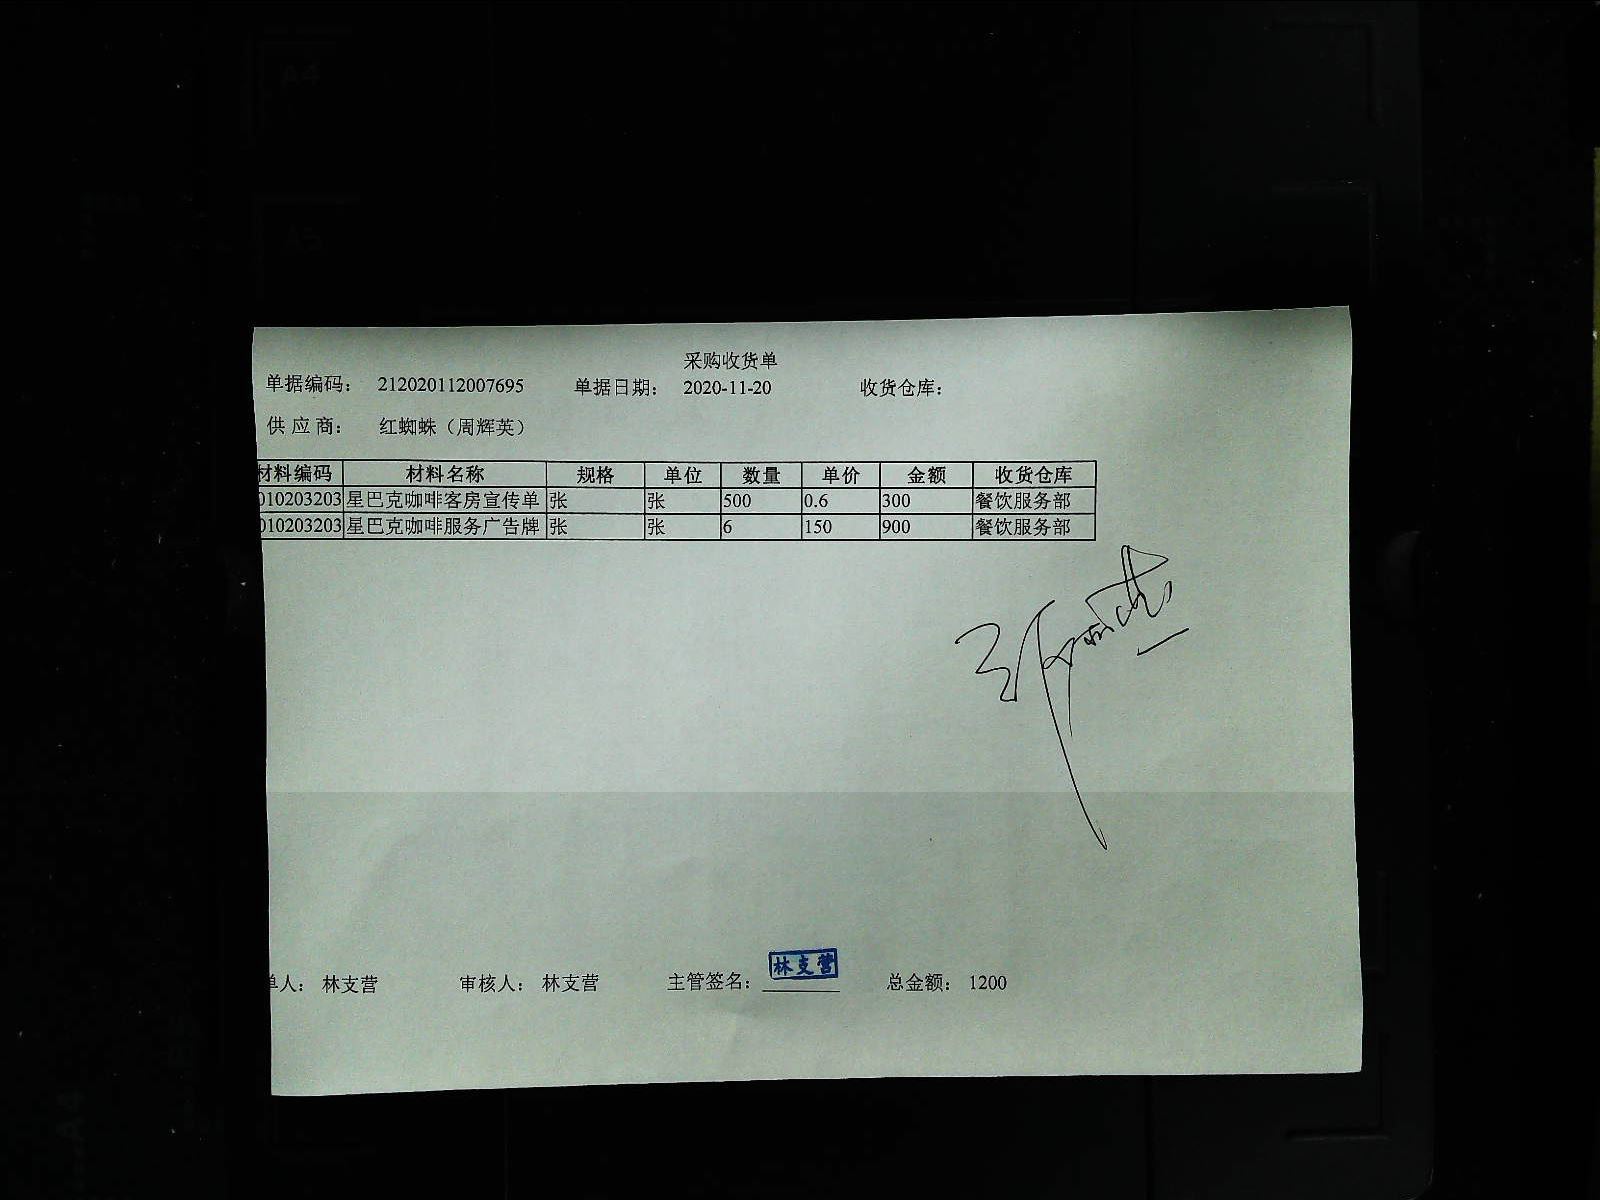 采购收货单
单据编码： 212020112007695 单据日期： 2020-11-20 收货仓库：
供 应 商： 红蜘蛛（周辉英）
材料编码 材料名称 规格 单位 数量 单价 金额 收货仓库
010203203 星巴克咖啡客房宣传单 张 张 500 0.6 300 餐饮服务部
010203203 星巴克咖啡服务广告牌 张 张 6 150 900 餐饮服务部
单人： 林支营 审核人： 林支营 主管签名： 林支营 总金额： 1200